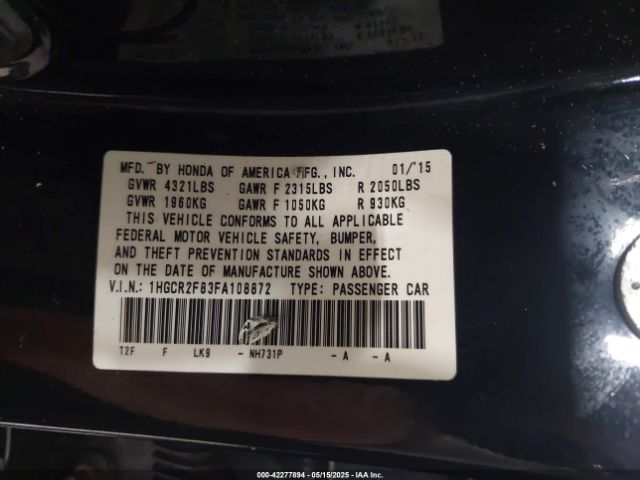 MFD. BY HONDA OF AMERICA MFG., INC. 01/15
GVWR 4321LBS GAWR F 2315LBS R 2050LBS
GVWR 1960KG GAWR F 1050KG R 930KG
THIS VEHICLE CONFORMS TO ALL APPLICABLE
FEDERAL MOTOR VEHICLE SAFETY, BUMPER,
AND THEFT PREVENTION STANDARDS IN EFFECT
ON THE DATE OF MANUFACTURE SHOWN ABOVE.
V.I.N.: 1HGCR2F83FA108872 TYPE: PASSENGER CAR
T2F F LK9 - NH731P - A - A
000-42277894 - 05/15/2025 - IAA Inc.